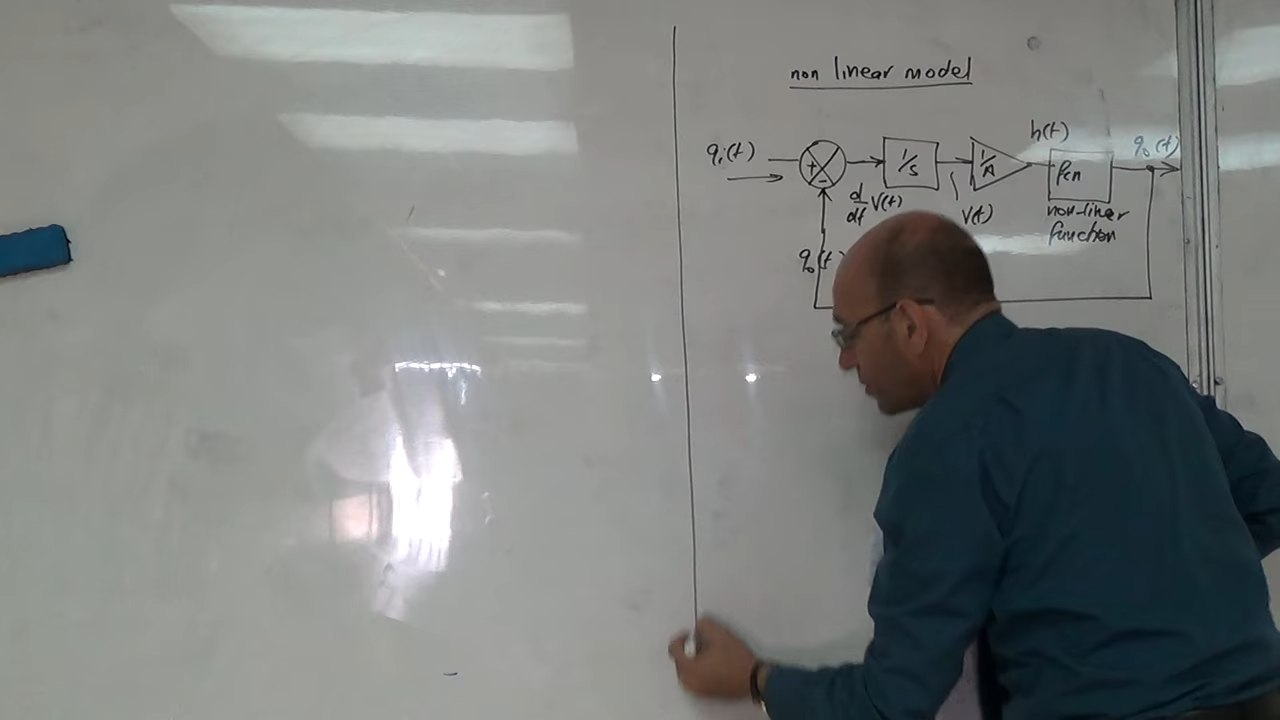 non linear model
qi(t)
+
-
d/dt V(t)
1/s
V(t)
1/A
h(t)
fcn
non-linear
function
qo(t)
qo(t)